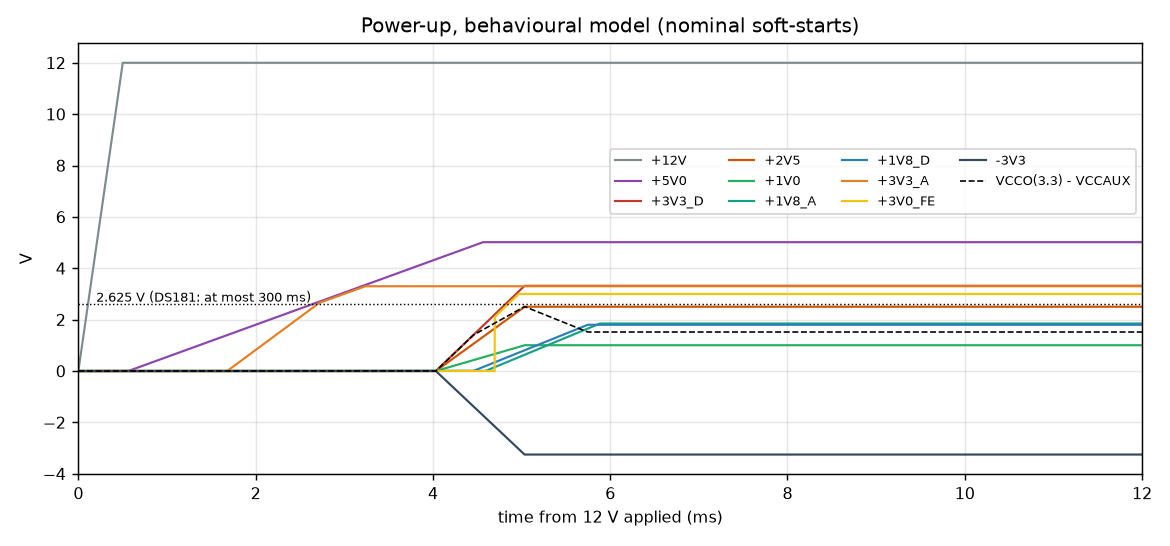 Power-up, behavioural model (nominal soft-starts)
12
10
8
6
4
2
0
−2
−4
V
2.625 V (DS181: at most 300 ms)
+12V
+5V0
+3V3_D
+2V5
+1V0
+1V8_A
+1V8_D
+3V3_A
+3V0_FE
-3V3
VCCO(3.3) - VCCAUX
0
2
4
6
8
10
12
time from 12 V applied (ms)